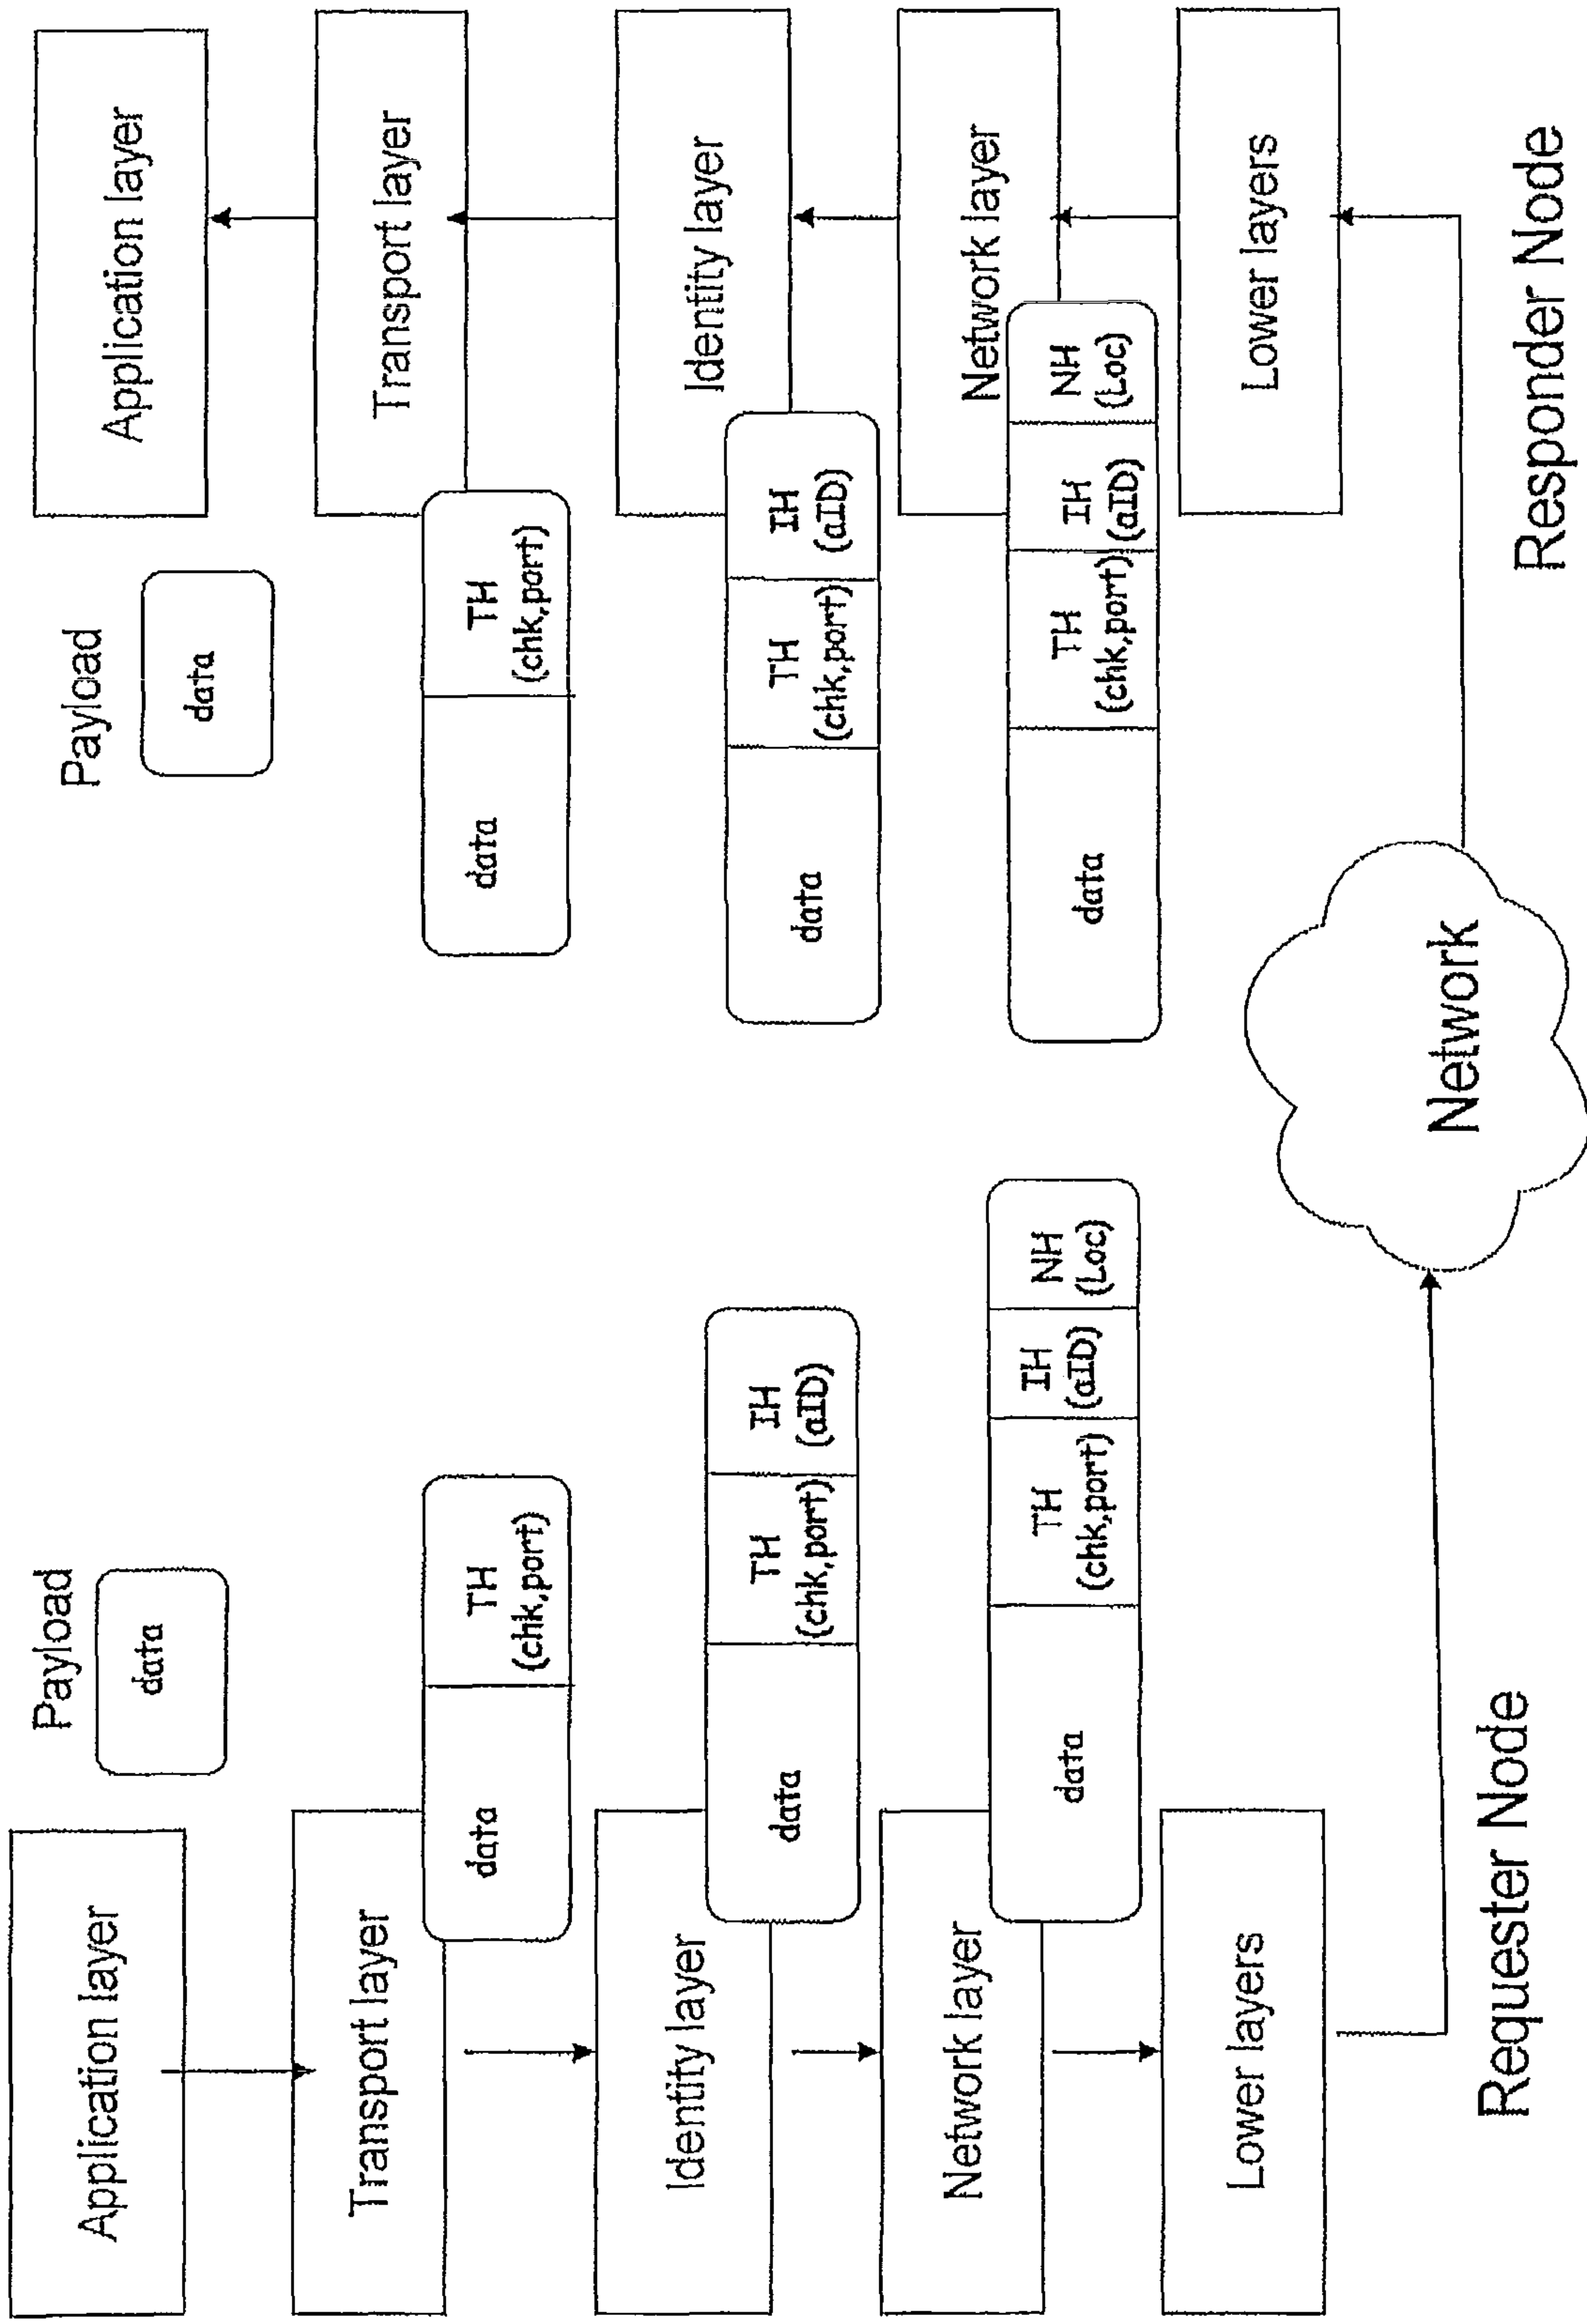 Payload
Application layer
data
Transport layer
data
TH
(chk,port)
Identity layer
data
TH
(chk,port)
IH
(aID)
Network layer
data
TH
(chk,port)
IH
(aID)
NH
(Loc)
Lower layers
Requester Node
Network
Payload
data
Application layer
data
TH
(chk,port)
Transport layer
data
TH
(chk,port)
IH
(aID)
Identity layer
data
TH
(chk,port)
IH
(aID)
NH
(Loc)
Network layer
Lower layers
Responder Node